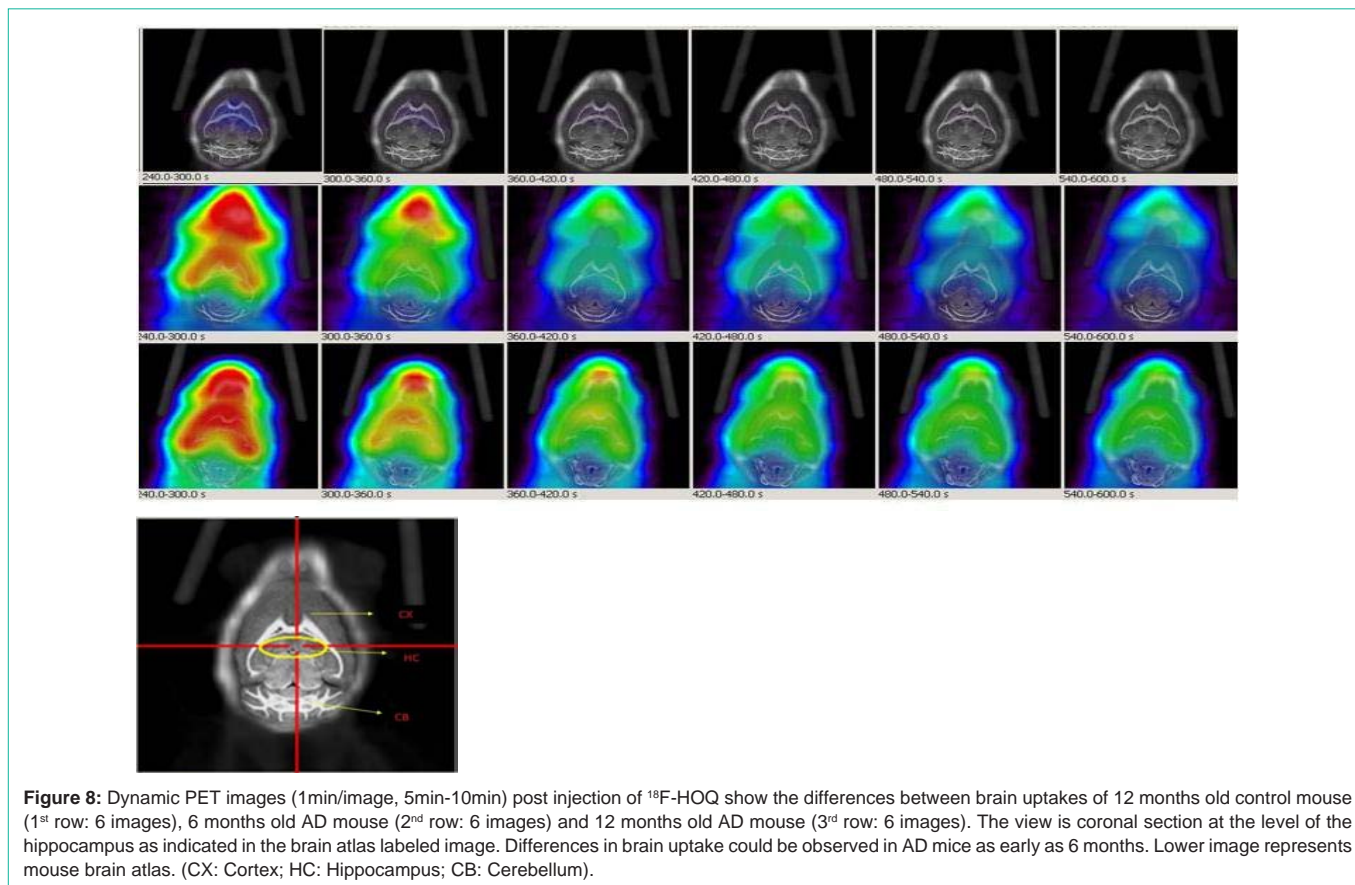 240.0-300.0 s 300.0-360.0 s 360.0-420.0 s 420.0-480.0 s 480.0-540.0 s 540.0-600.0 s
240.0-300.0 s 300.0-360.0 s 360.0-420.0 s 420.0-480.0 s 480.0-540.0 s 540.0-600.0 s
240.0-300.0 s 300.0-360.0 s 360.0-420.0 s 420.0-480.0 s 480.0-540.0 s 540.0-600.0 s
CX
HC
CB
Figure 8: Dynamic PET images (1min/image, 5min-10min) post injection of ¹⁸F-HOQ show the differences between brain uptakes of 12 months old control mouse
(1ˢᵗ row: 6 images), 6 months old AD mouse (2ⁿᵈ row: 6 images) and 12 months old AD mouse (3ʳᵈ row: 6 images). The view is coronal section at the level of the
hippocampus as indicated in the brain atlas labeled image. Differences in brain uptake could be observed in AD mice as early as 6 months. Lower image represents
mouse brain atlas. (CX: Cortex; HC: Hippocampus; CB: Cerebellum).